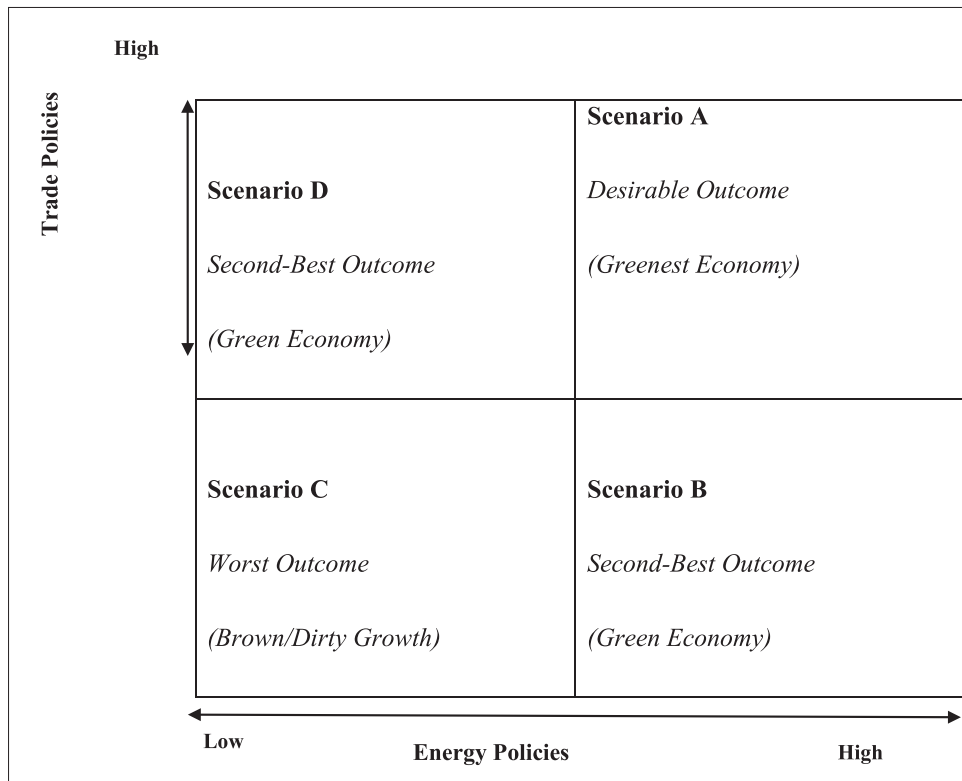 High
Trade Policies
Scenario A
Desirable Outcome
(Greenest Economy)
Scenario D
Second-Best Outcome
(Green Economy)
Scenario C
Worst Outcome
(Brown/Dirty Growth)
Scenario B
Second-Best Outcome
(Green Economy)
Low
Energy Policies
High